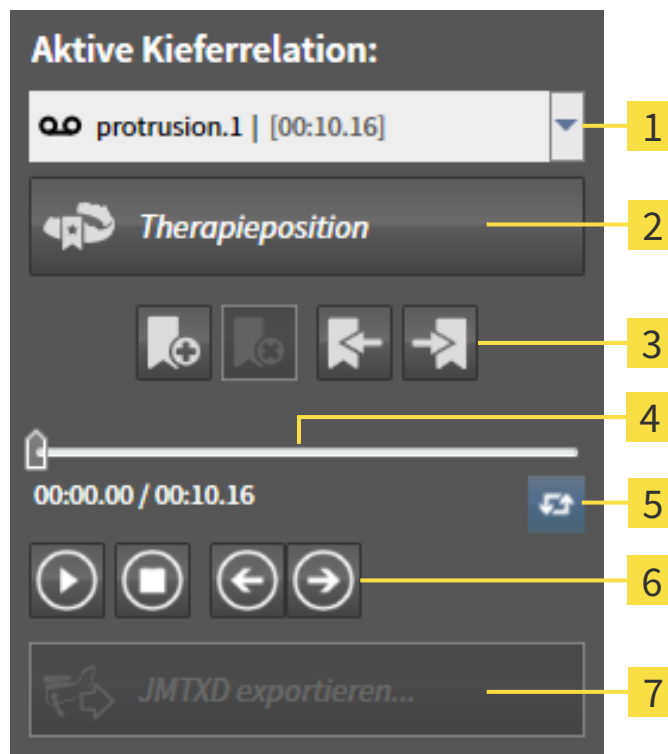 Aktive Kieferrelation:
protrusion.1 | [00:10.16]
1
Therapieposition
2
3
4
00:00.00 / 00:10.16
5
6
JMTXD exportieren...
7